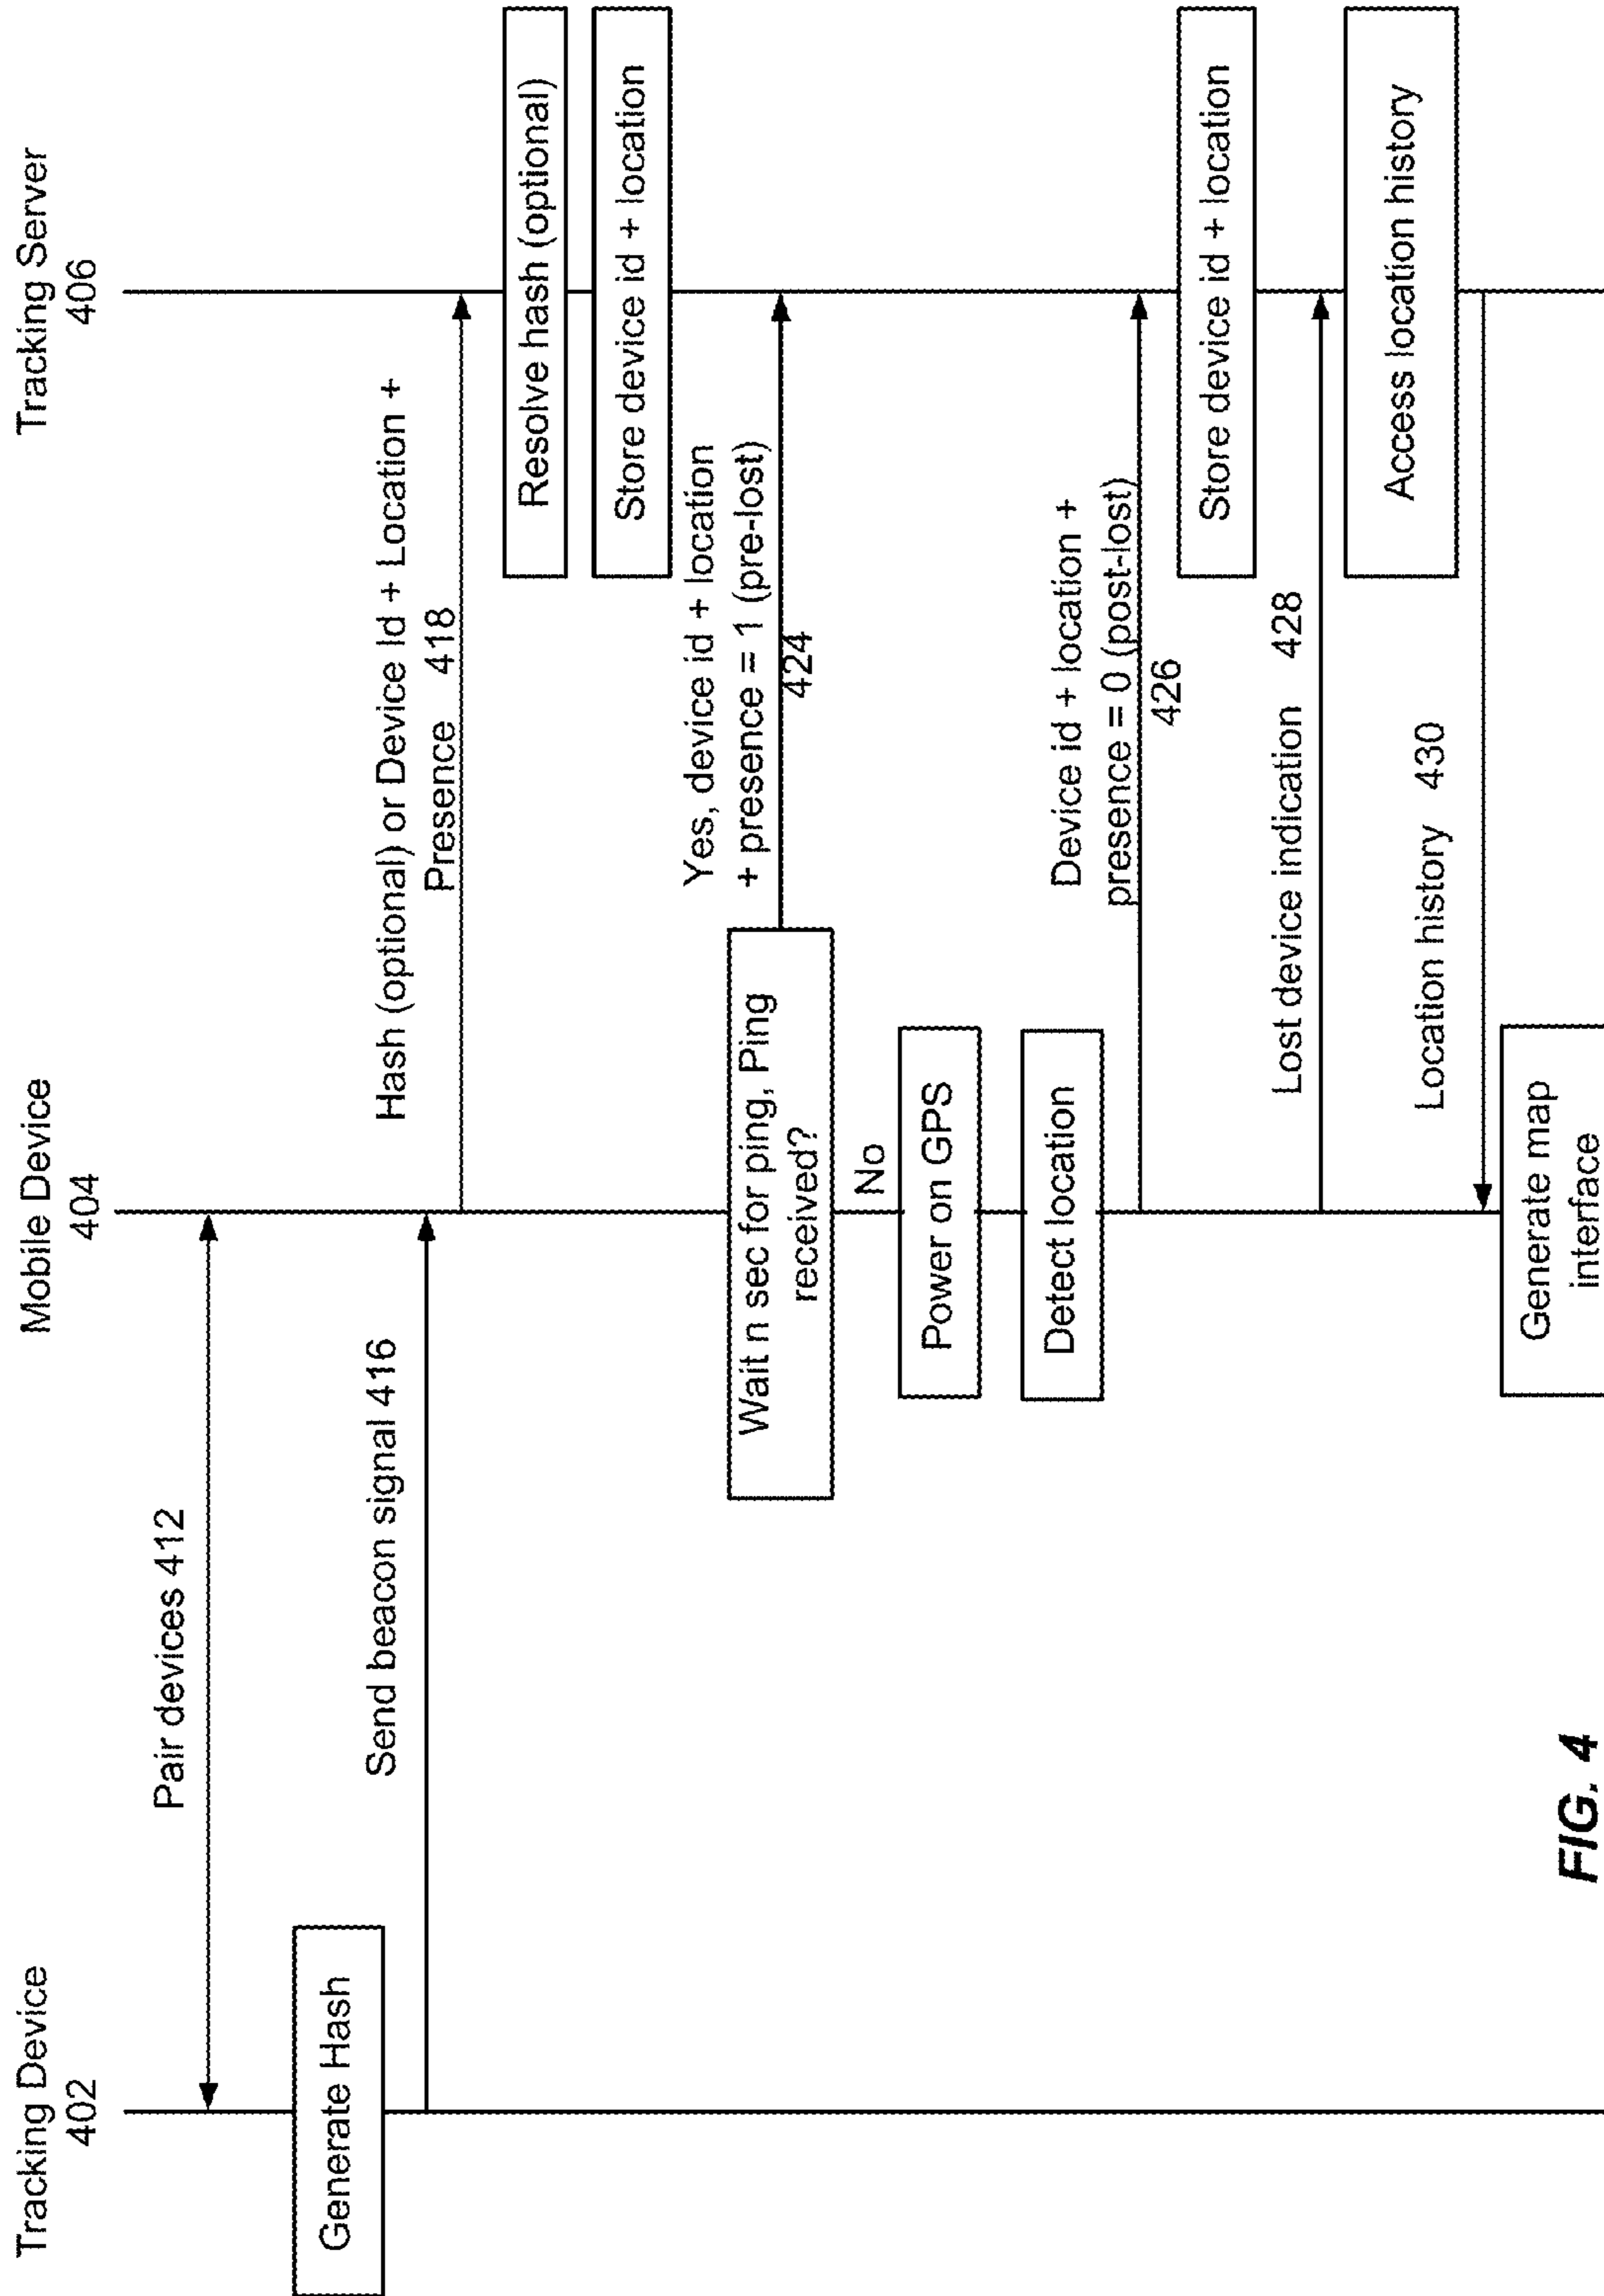 Tracking Device
402
Mobile Device
404
Tracking Server
406
Pair devices 412
Generate Hash
Send beacon signal 416
Hash (optional) or Device Id + Location +
Presence 418
Resolve hash (optional)
Store device id + location
Wait n sec for ping, Ping
received?
Yes, device id + location
+ presence = 1 (pre-lost)
424
No
Power on GPS
Detect location
Device id + location +
presence = 0 (post-lost)
426
Store device id + location
Lost device indication 428
Access location history
Location history 430
Generate map
interface
FIG. 4